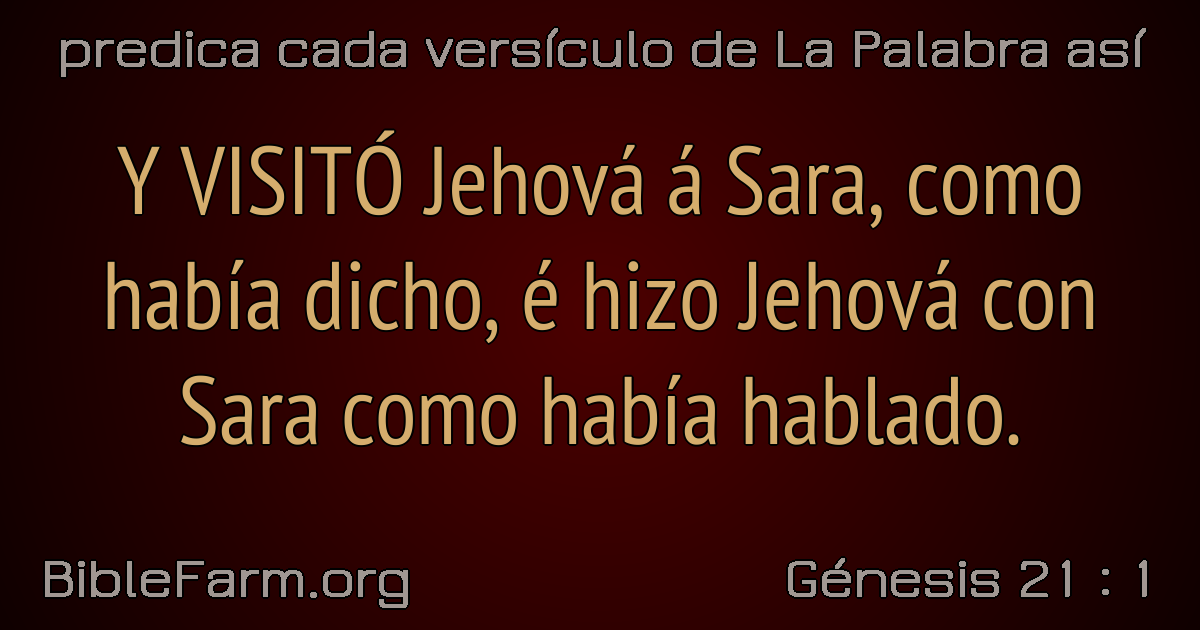 predica cada versículo de La Palabra así
Y VISITÓ Jehová á Sara, como
había dicho, é hizo Jehová con
Sara como había hablado.
BibleFarm.org
Génesis 21 : 1